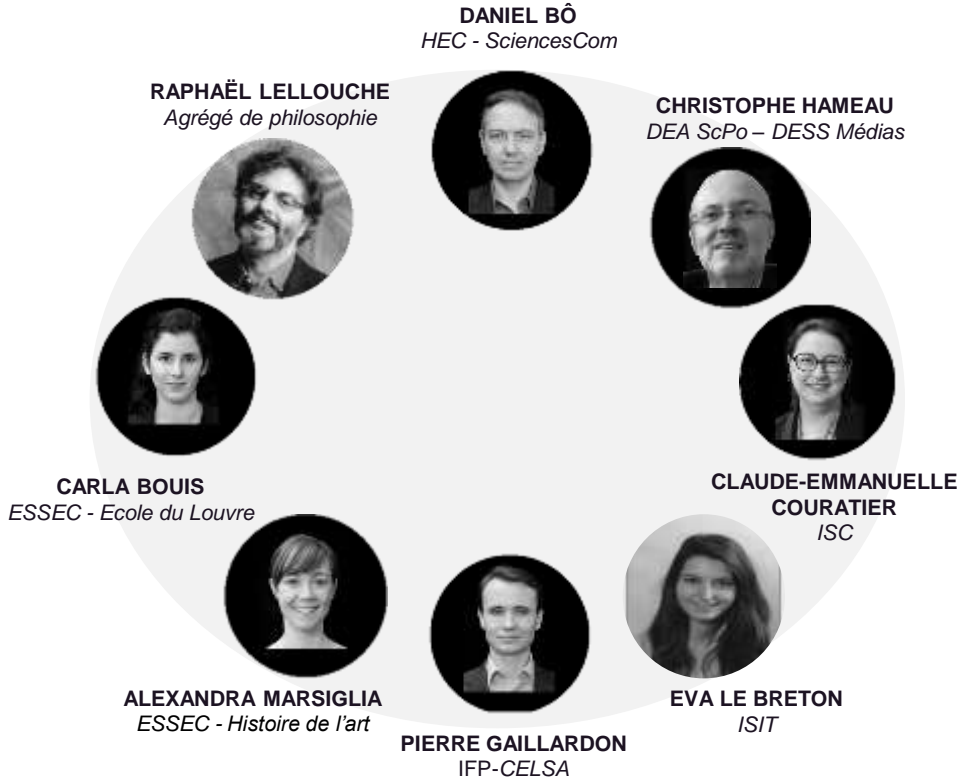 DANIEL BÔ
HEC - SciencesCom
RAPHAËL LELLOUCHE
Agrégé de philosophie
CHRISTOPHE HAMEAU
DEA ScPo – DESS Médias
CARLA BOUIS
ESSEC - Ecole du Louvre
CLAUDE-EMMANUELLE
COURATIER
ISC
ALEXANDRA MARSIGLIA
ESSEC - Histoire de l’art
PIERRE GAILLARDON
IFP-CELSA
EVA LE BRETON
ISIT